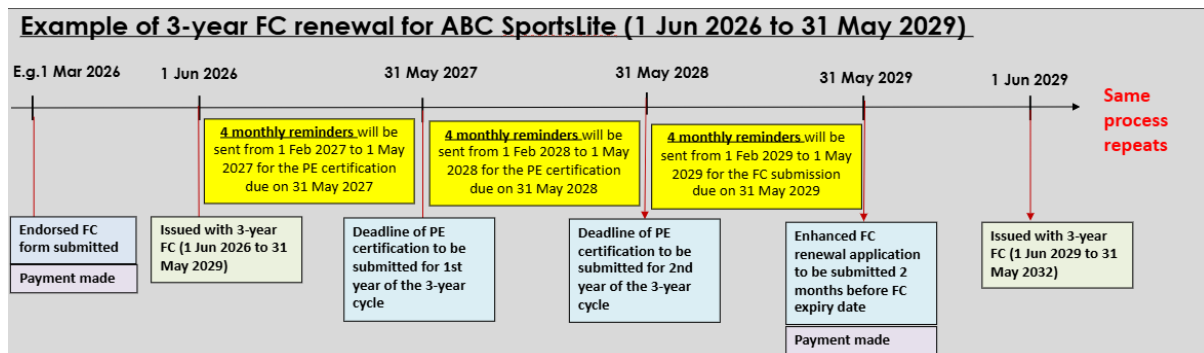 Example of 3-year FC renewal for ABC SportsLite (1 Jun 2026 to 31 May 2029)
E.g.1 Mar 2026
1 Jun 2026
31 May 2027
31 May 2028
31 May 2029
1 Jun 2029
Same
process
repeats
4 monthly reminders will be
sent from 1 Feb 2027 to 1 May
2027 for the PE certification
due on 31 May 2027
4 monthly reminders will be
sent from 1 Feb 2028 to 1 May
2028 for the PE certification
due on 31 May 2028
4 monthly reminders will be
sent from 1 Feb 2029 to 1 May
2029 for the FC submission
due on 31 May 2029
Endorsed FC
form submitted
Payment made
Issued with 3-year
FC (1 Jun 2026 to 31
May 2029)
Deadline of PE
certification to be
submitted for 1st
year of the 3-year
cycle
Deadline of PE
certification to be
submitted for 2nd
year of the 3-year
cycle
Enhanced FC
renewal application
to be submitted 2
months before FC
expiry date
Payment made
Issued with 3-year
FC (1 Jun 2029 to 31
May 2032)